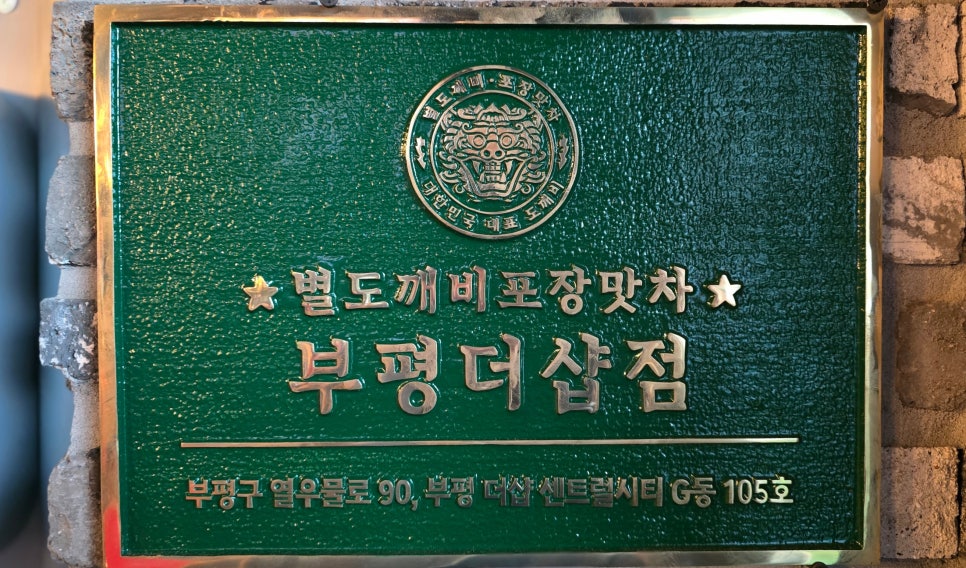 별도깨비·포장맛차
대한민국 대표 도깨비
★별도깨비포장맛차★
부평더샵점
부평구 열우물로 90, 부평 더샵 센트럴시티 G동 105호